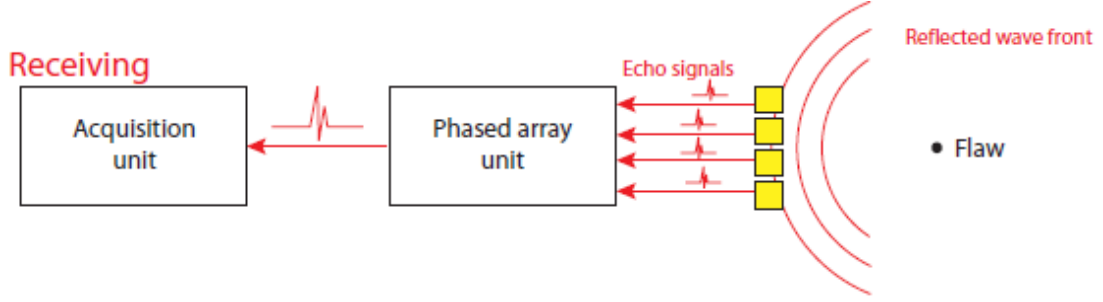 Reflected wave front
Receiving
Echo signals
Acquisition
unit
Phased array
unit
Flaw